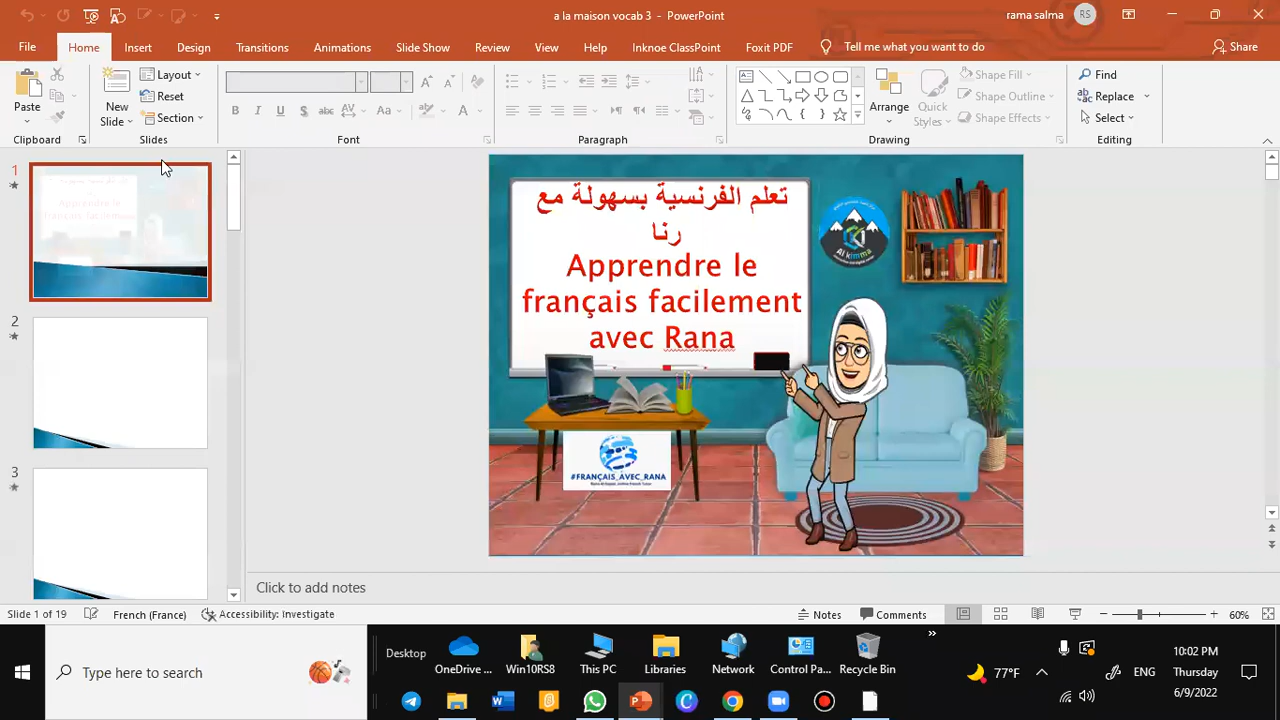 a la maison vocab 3 - PowerPoint
rama salma
RS
File
Home
Insert
Design
Transitions
Animations
Slide Show
Review
View
Help
Inknoe ClassPoint
Foxit PDF
Tell me what you want to do
Share
Paste
Clipboard
New Slide
Layout
Reset
Section
Slides
Font
Paragraph
Arrange
Quick Styles
Shape Fill
Shape Outline
Shape Effects
Drawing
Find
Replace
Select
Editing
1
2
3
تعلم الفرنسية بسهولة مع
رنا
Apprendre le
français facilement
avec Rana
Al kimma
#FRANÇAIS_AVEC_RANA
Click to add notes
Slide 1 of 19
French (France)
Accessibility: Investigate
Notes
Comments
60%
Type here to search
Desktop
OneDrive ...
Win10RS8
This PC
Libraries
Network
Control Pa...
Recycle Bin
77°F
ENG
10:02 PM
Thursday
6/9/2022